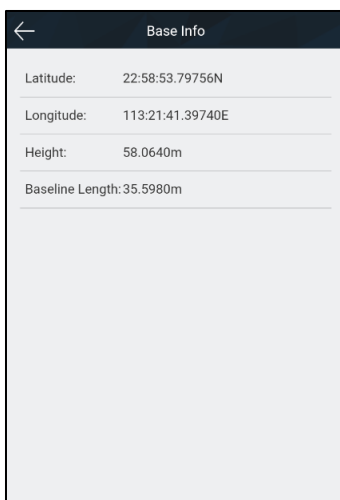 Base Info
Latitude: 22:58:53.79756N
Longitude: 113:21:41.39740E
Height: 58.0640m
Baseline Length: 35.5980m